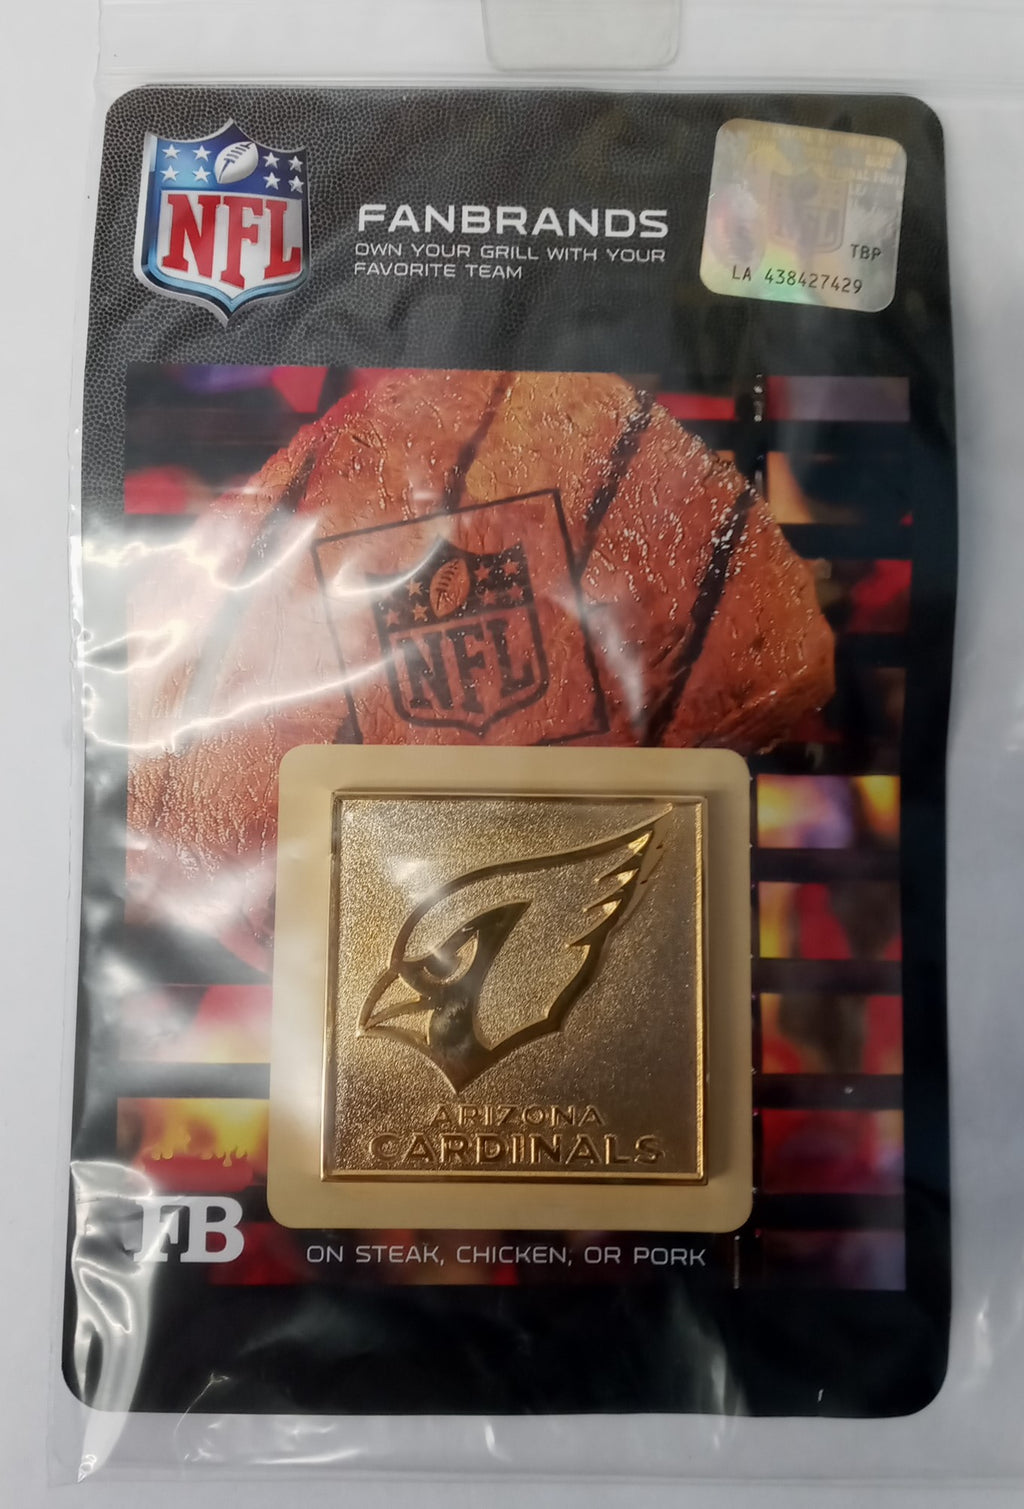 NFL
FANBRANDS
OWN YOUR GRILL WITH YOUR
FAVORITE TEAM
NFL
TBP
LA 438427429
NFL
ARIZONA
CARDINALS
FB
ON STEAK, CHICKEN, OR PORK